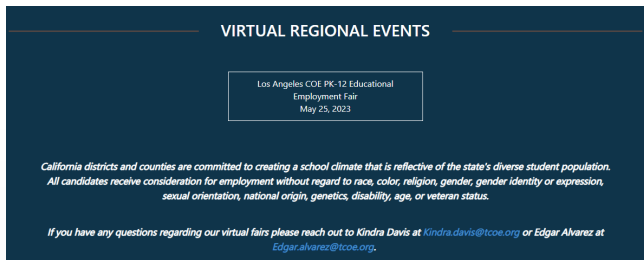 VIRTUAL REGIONAL EVENTS
Los Angeles COE PK-12 Educational
Employment Fair
May 25, 2023
California districts and counties are committed to creating a school climate that is reflective of the state's diverse student population.
All candidates receive consideration for employment without regard to race, color, religion, gender, gender identity or expression,
sexual orientation, national origin, genetics, disability, age, or veteran status.
If you have any questions regarding our virtual fairs please reach out to Kindra Davis at Kindra.davis@tcoe.org or Edgar Alvarez at
Edgar.alvarez@tcoe.org.